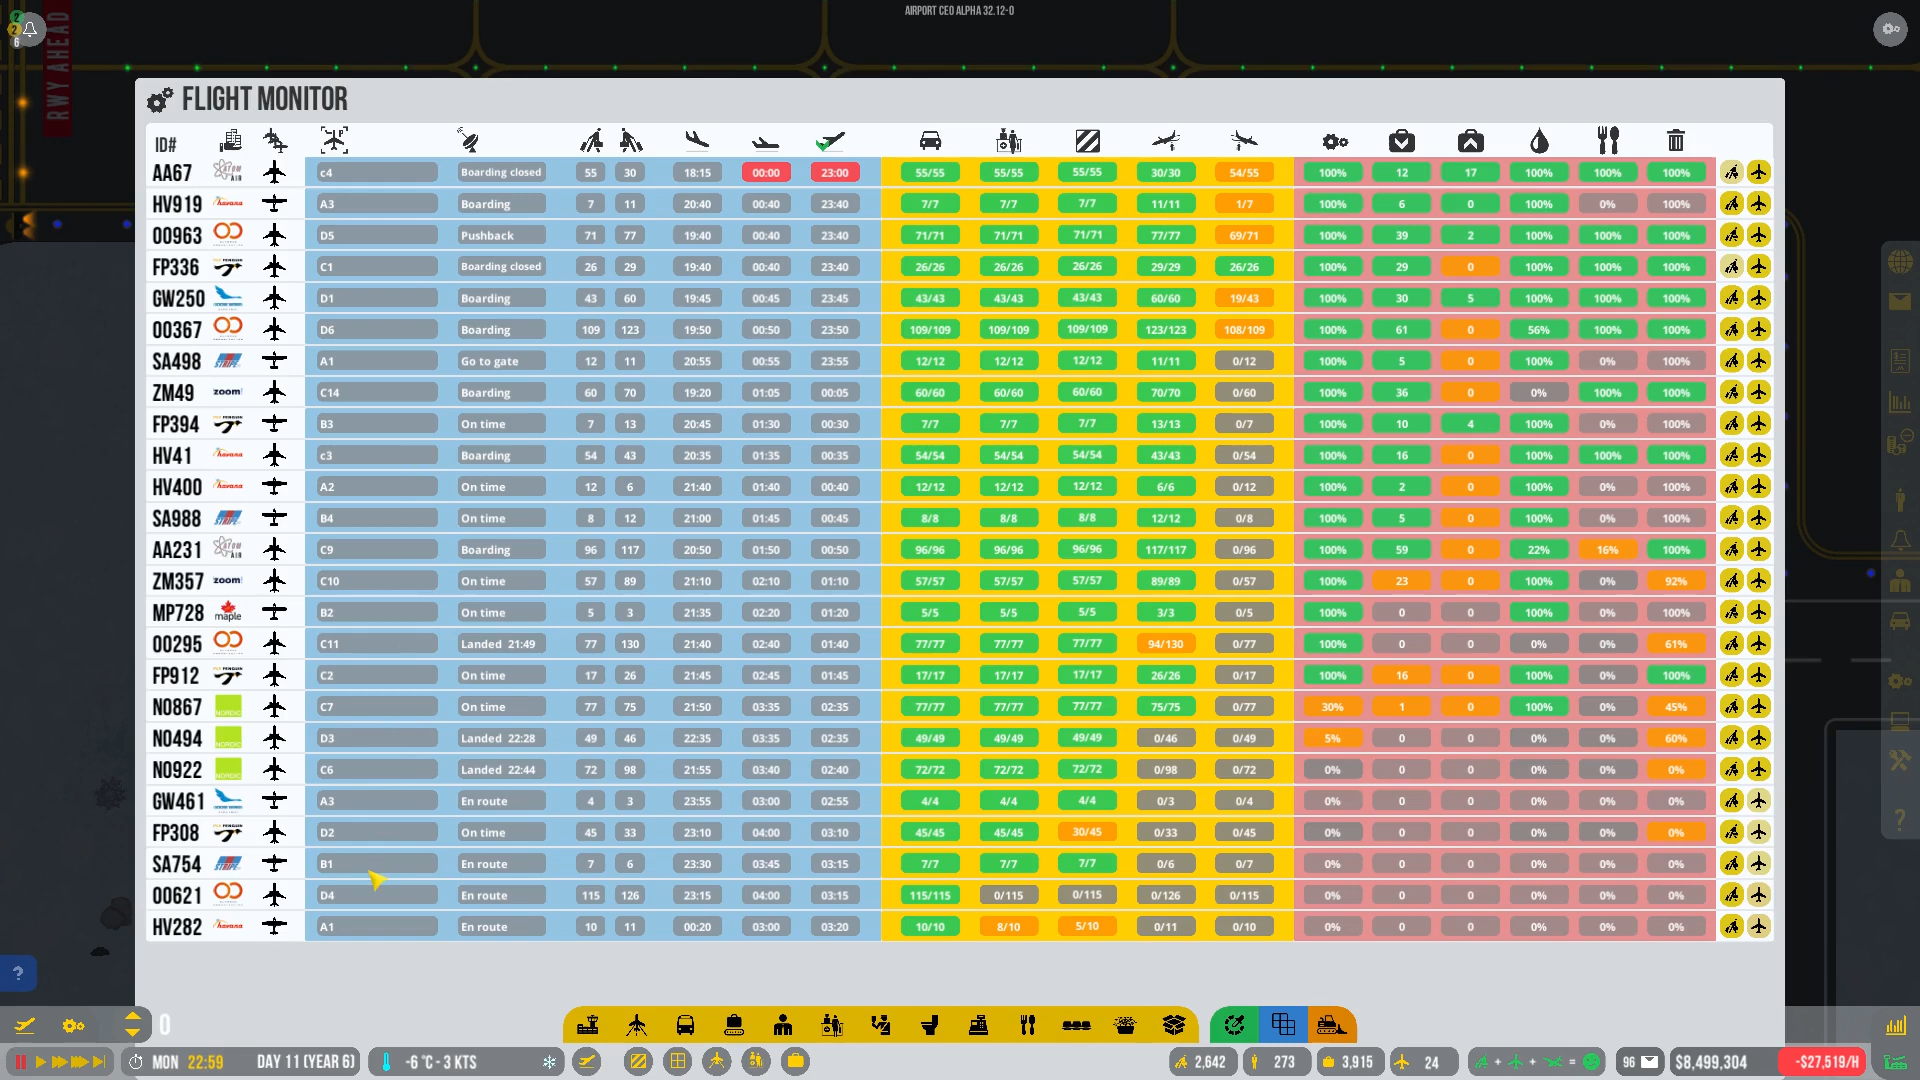 AIRPORT CEO ALPHA 32.12-0
RWY AHEAD
2
2
6
FLIGHT MONITOR
ID#
AA67 ATOM AIR c4 Boarding closed 55 30 18:15 00:00 23:00 55/55 55/55 55/55 30/30 54/55 100% 12 17 100% 100% 100%
HV919 havana A3 Boarding 7 11 20:40 00:40 23:40 7/7 7/7 7/7 11/11 1/7 100% 6 0 100% 0% 100%
OO963 D5 Pushback 71 77 19:40 00:40 23:40 71/71 71/71 71/71 77/77 69/71 100% 39 2 100% 100% 100%
FP336 C1 Boarding closed 26 29 19:40 00:40 23:40 26/26 26/26 26/26 29/29 26/26 100% 29 0 100% 100% 100%
GW250 D1 Boarding 43 60 19:45 00:45 23:45 43/43 43/43 43/43 60/60 19/43 100% 30 5 100% 100% 100%
OO367 D6 Boarding 109 123 19:50 00:50 23:50 109/109 109/109 109/109 123/123 108/109 100% 61 0 56% 100% 100%
SA498 STRIPE A1 Go to gate 12 11 20:55 00:55 23:55 12/12 12/12 12/12 11/11 0/12 100% 5 0 100% 0% 100%
ZM49 zoom! C14 Boarding 60 70 19:20 01:05 00:05 60/60 60/60 60/60 70/70 0/60 100% 36 0 0% 100% 100%
FP394 B3 On time 7 13 20:45 01:30 00:30 7/7 7/7 7/7 13/13 0/7 100% 10 4 100% 0% 100%
HV41 havana c3 Boarding 54 43 20:35 01:35 00:35 54/54 54/54 54/54 43/43 0/54 100% 16 0 100% 100% 100%
HV400 havana A2 On time 12 6 21:40 01:40 00:40 12/12 12/12 12/12 6/6 0/12 100% 2 0 100% 0% 100%
SA988 STRIPE B4 On time 8 12 21:00 01:45 00:45 8/8 8/8 8/8 12/12 0/8 100% 5 0 100% 0% 100%
AA231 ATOM AIR C9 Boarding 96 117 20:50 01:50 00:50 96/96 96/96 96/96 117/117 0/96 100% 59 0 22% 16% 100%
ZM357 zoom! C10 On time 57 89 21:10 02:10 01:10 57/57 57/57 57/57 89/89 0/57 100% 23 0 100% 0% 92%
MP728 maple B2 On time 5 3 21:35 02:20 01:20 5/5 5/5 5/5 3/3 0/5 100% 0 0 100% 0% 100%
OO295 C11 Landed 21:49 77 130 21:40 02:40 01:40 77/77 77/77 77/77 94/130 0/77 100% 0 0 0% 0% 61%
FP912 C2 On time 17 26 21:45 02:45 01:45 17/17 17/17 17/17 26/26 0/17 100% 16 0 100% 0% 100%
NO867 NORDIC C7 On time 77 75 21:50 03:35 02:35 77/77 77/77 77/77 75/75 0/77 30% 1 0 100% 0% 45%
NO494 NORDIC D3 Landed 22:28 49 46 22:35 03:35 02:35 49/49 49/49 49/49 0/46 0/49 5% 0 0 0% 0% 60%
NO922 NORDIC C6 Landed 22:44 72 98 21:55 03:40 02:40 72/72 72/72 72/72 0/98 0/72 0% 0 0 0% 0% 0%
GW461 A3 En route 4 3 23:55 03:00 02:55 4/4 4/4 4/4 0/3 0/4 0% 0 0 0% 0% 0%
FP308 D2 On time 45 33 23:10 04:00 03:10 45/45 45/45 30/45 0/33 0/45 0% 0 0 0% 0% 0%
SA754 STRIPE B1 En route 7 6 23:30 03:45 03:15 7/7 7/7 7/7 0/6 0/7 0% 0 0 0% 0% 0%
OO621 D4 En route 115 126 23:15 04:00 03:15 115/115 0/115 0/115 0/126 0/115 0% 0 0 0% 0% 0%
HV282 havana A1 En route 10 11 00:20 03:00 03:20 10/10 8/10 5/10 0/11 0/10 0% 0 0 0% 0% 0%
?
?
0
MON 22:59 DAY 11 (YEAR 6) -6 °C - 3 KTS 2,642 273 3,915 24 + + = 96 $8,499,304 -$27,519/H